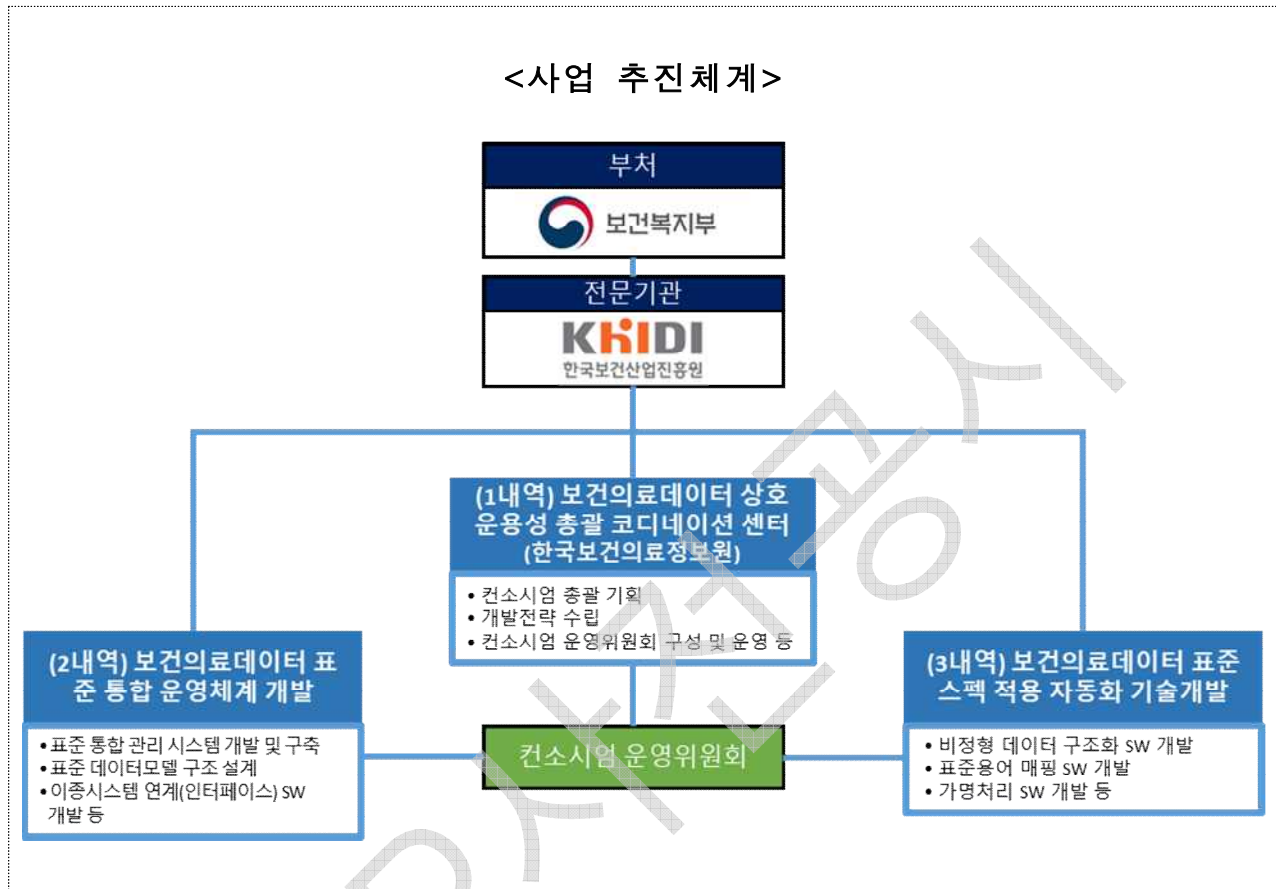 <사업 추진체계>
부처
보건복지부
전문기관
KHIDI
한국보건산업진흥원
(1내역) 보건의료데이터 상호
운용성 총괄 코디네이션 센터
(한국보건의료정보원)
• 컨소시엄 총괄 기획
• 개발전략 수립
• 컨소시엄 운영위원회 구성 및 운영 등
(2내역) 보건의료데이터 표
준 통합 운영체계 개발
• 표준 통합 관리 시스템 개발 및 구축
• 표준 데이터모델 구조 설계
• 이종시스템 연계(인터페이스) SW
개발 등
컨소시엄 운영위원회
(3내역) 보건의료데이터 표준
스펙 적용 자동화 기술개발
• 비정형 데이터 구조화 SW 개발
• 표준용어 매핑 SW 개발
• 가명처리 SW 개발 등
사전공시